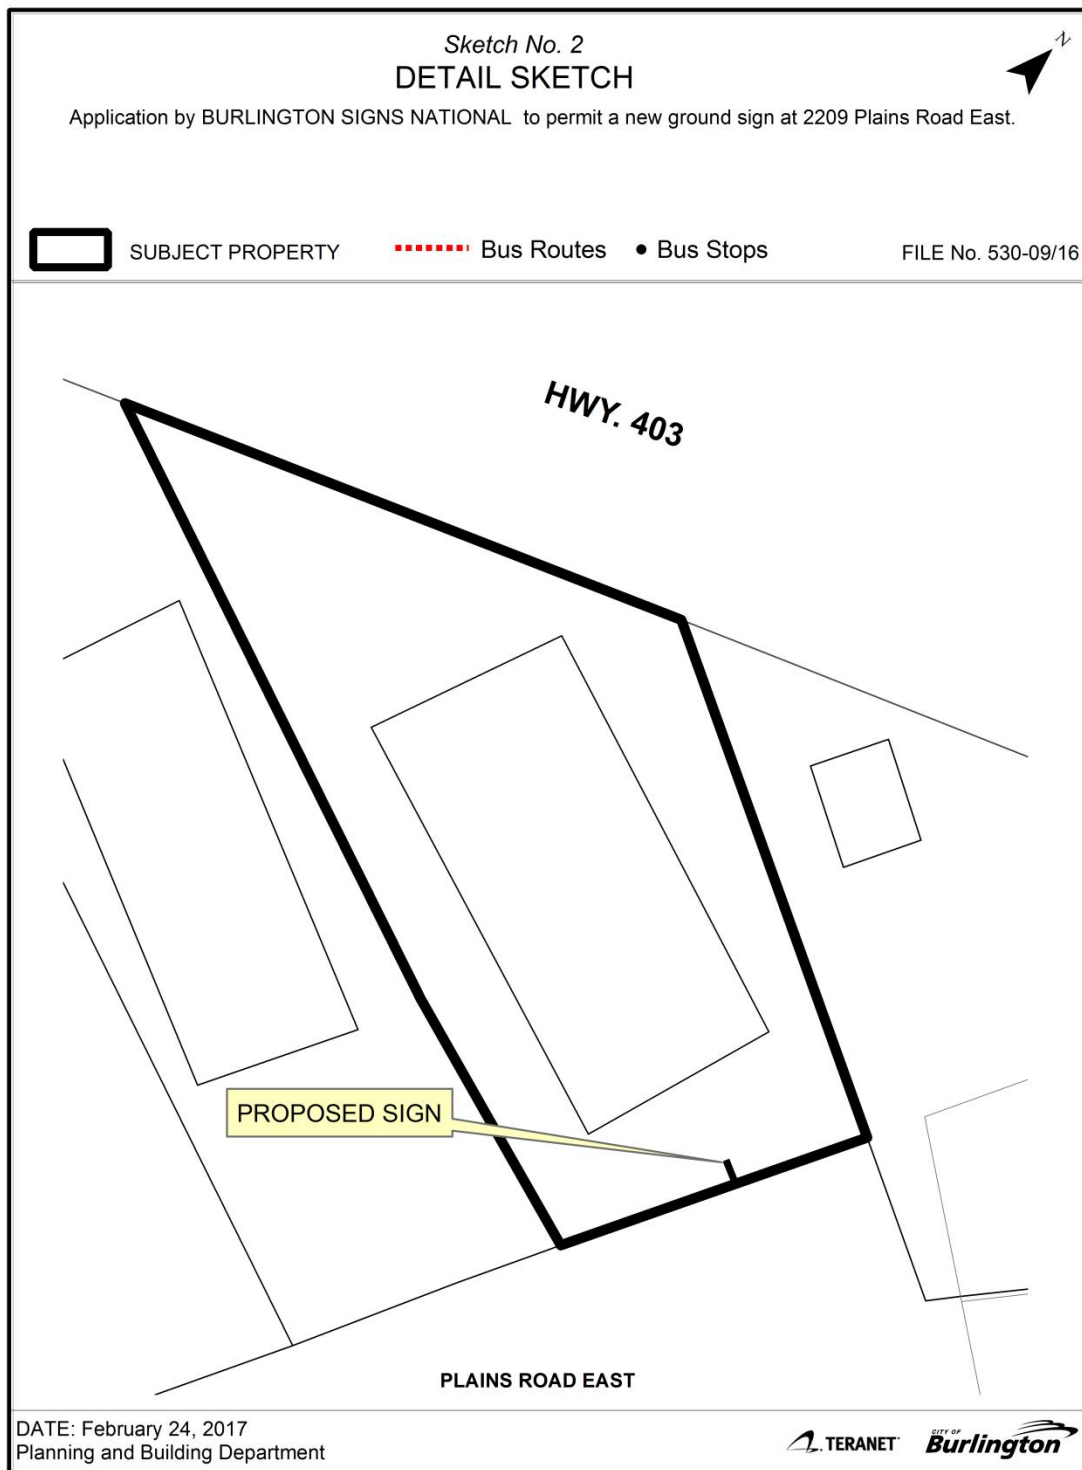 Sketch No. 2
DETAIL SKETCH
N
Application by BURLINGTON SIGNS NATIONAL to permit a new ground sign at 2209 Plains Road East.
SUBJECT PROPERTY Bus Routes Bus Stops FILE No. 530-09/16
HWY. 403
PROPOSED SIGN
PLAINS ROAD EAST
DATE: February 24, 2017
Planning and Building Department
TERANET
CITY OF
Burlington